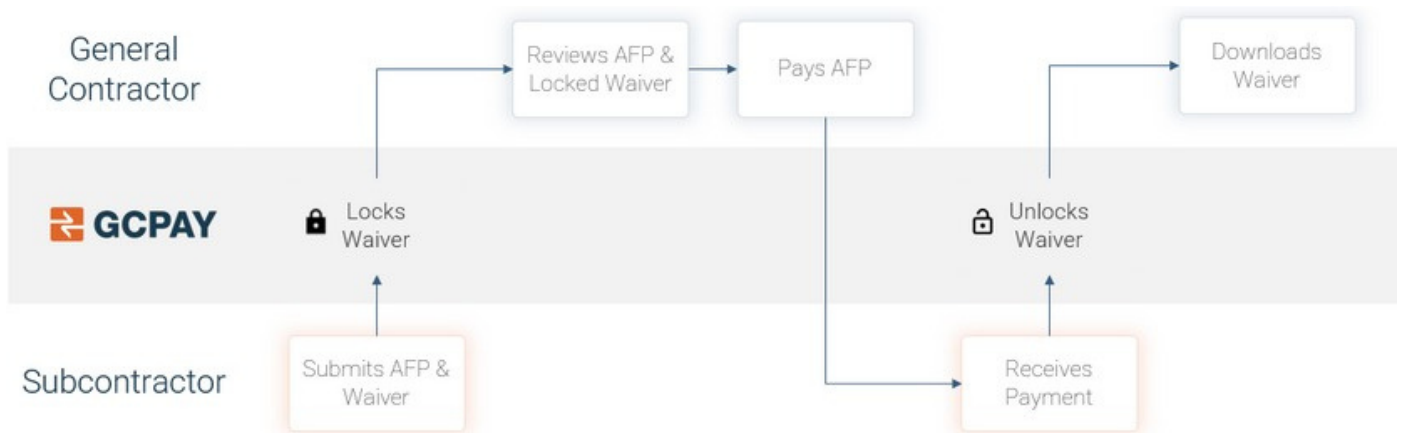 General
Contractor
Reviews AFP &
Locked Waiver
Pays AFP
Downloads
Waiver
GCPAY
Locks
Waiver
Unlocks
Waiver
Subcontractor
Submits AFP &
Waiver
Receives
Payment